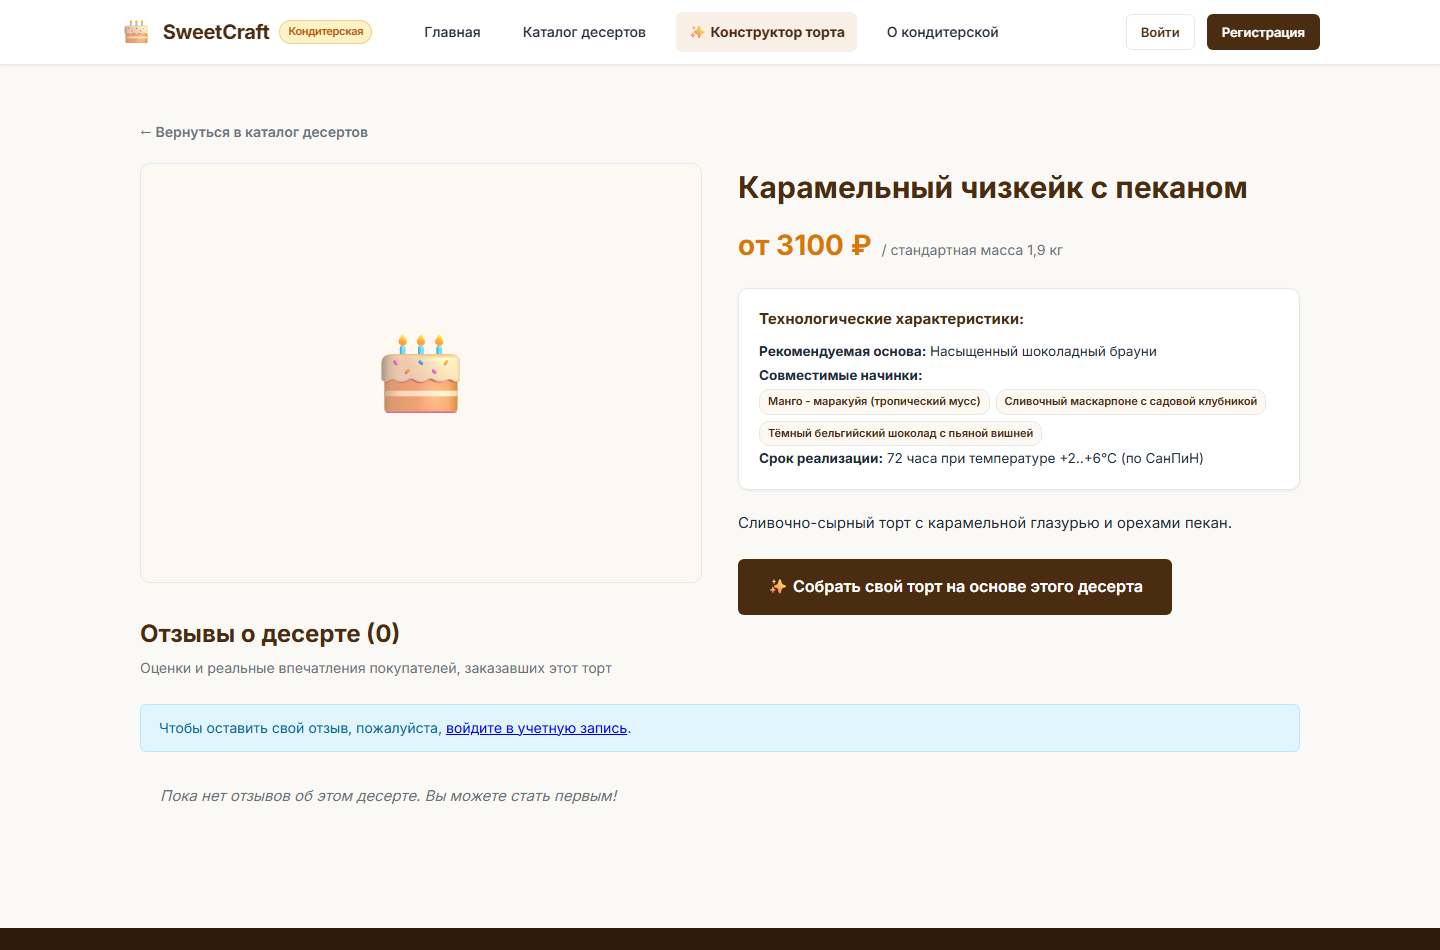 SweetCraft
Кондитерская
Главная
Каталог десертов
✨ Конструктор торта
О кондитерской
Войти
Регистрация
← Вернуться в каталог десертов
Карамельный чизкейк с пеканом
от 3100 ₽ / стандартная масса 1,9 кг
Технологические характеристики:
Рекомендуемая основа: Насыщенный шоколадный брауни
Совместимые начинки:
Манго - маракуйя (тропический мусс)
Сливочный маскарпоне с садовой клубникой
Тёмный бельгийский шоколад с пьяной вишней
Срок реализации: 72 часа при температуре +2..+6°C (по СанПиН)
Сливочно-сырный торт с карамельной глазурью и орехами пекан.
✨ Собрать свой торт на основе этого десерта
Отзывы о десерте (0)
Оценки и реальные впечатления покупателей, заказавших этот торт
Чтобы оставить свой отзыв, пожалуйста, войдите в учетную запись.
Пока нет отзывов об этом десерте. Вы можете стать первым!